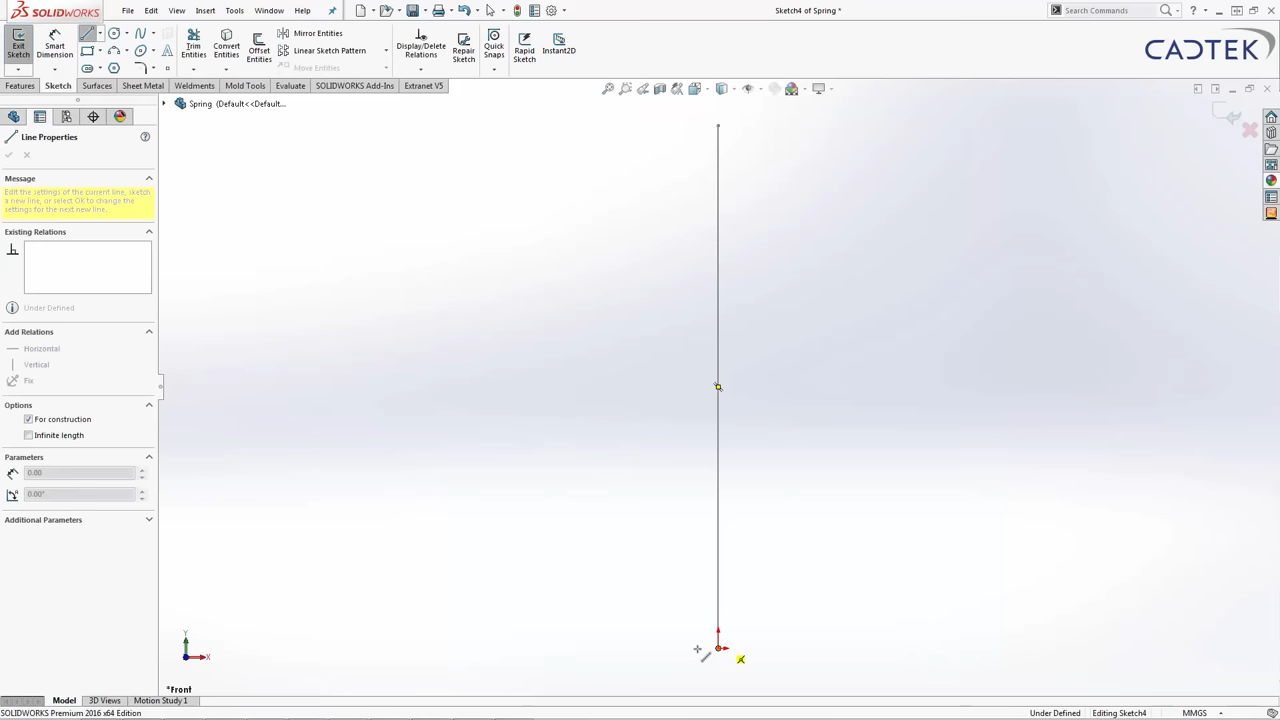 SOLIDWORKS
File Edit View Insert Tools Window Help
Sketch4 of Spring *
Search Commands
Exit Sketch
Smart Dimension
Trim Entities
Convert Entities
Offset Entities
Mirror Entities
Linear Sketch Pattern
Move Entities
Display/Delete Relations
Repair Sketch
Quick Snaps
Rapid Sketch
Instant2D
CADTEK
Features Sketch Surfaces Sheet Metal Weldments Mold Tools Evaluate SOLIDWORKS Add-Ins Extranet V5
Spring (Default<<Default...
Line Properties
Message
Edit the settings of the current line, sketch
a new line, or select OK to change the
settings for the next new line.
Existing Relations
Under Defined
Add Relations
Horizontal
Vertical
Fix
Options
For construction
Infinite length
Parameters
0.00
0.00°
Additional Parameters
Y
X
*Front
Model 3D Views Motion Study 1
SOLIDWORKS Premium 2016 x64 Edition
Under Defined Editing Sketch4 MMGS